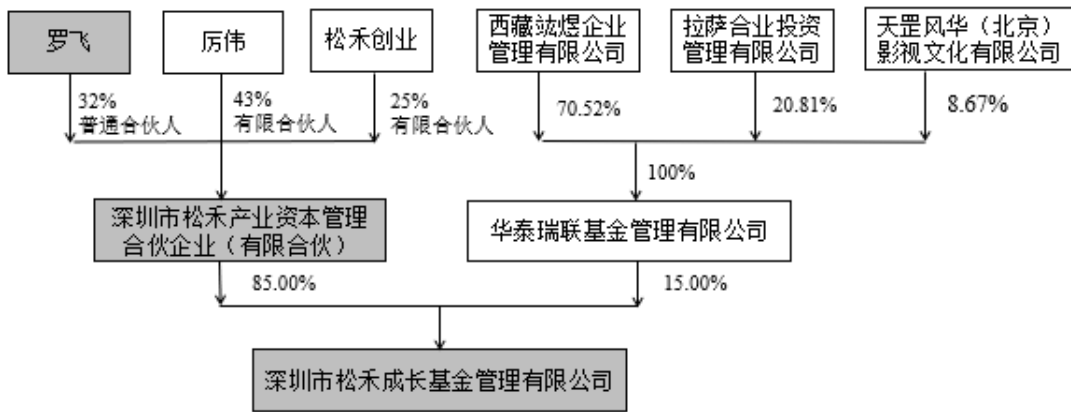 罗飞
厉伟
松禾创业
西藏竑煜企业
管理有限公司
拉萨合业投资
管理有限公司
天罡风华（北京）
影视文化有限公司
32%
普通合伙人
43%
有限合伙人
25%
有限合伙人
70.52%
20.81%
8.67%
100%
深圳市松禾产业资本管理
合伙企业（有限合伙）
华泰瑞联基金管理有限公司
85.00%
15.00%
深圳市松禾成长基金管理有限公司